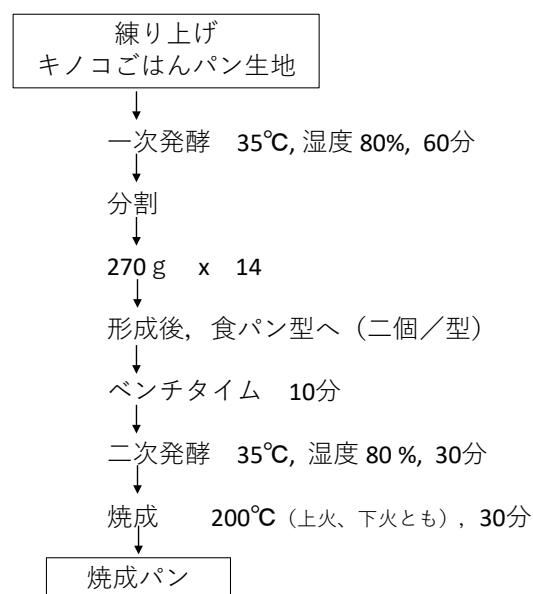 練り上げ
キノコごはんパン生地
一次発酵 35℃, 湿度 80%, 60分
分割
270ｇ x 14
形成後，食パン型へ（二個／型）
ベンチタイム 10分
二次発酵 35℃, 湿度 80 %, 30分
焼成 200℃（上火、下火とも）, 30分
焼成パン